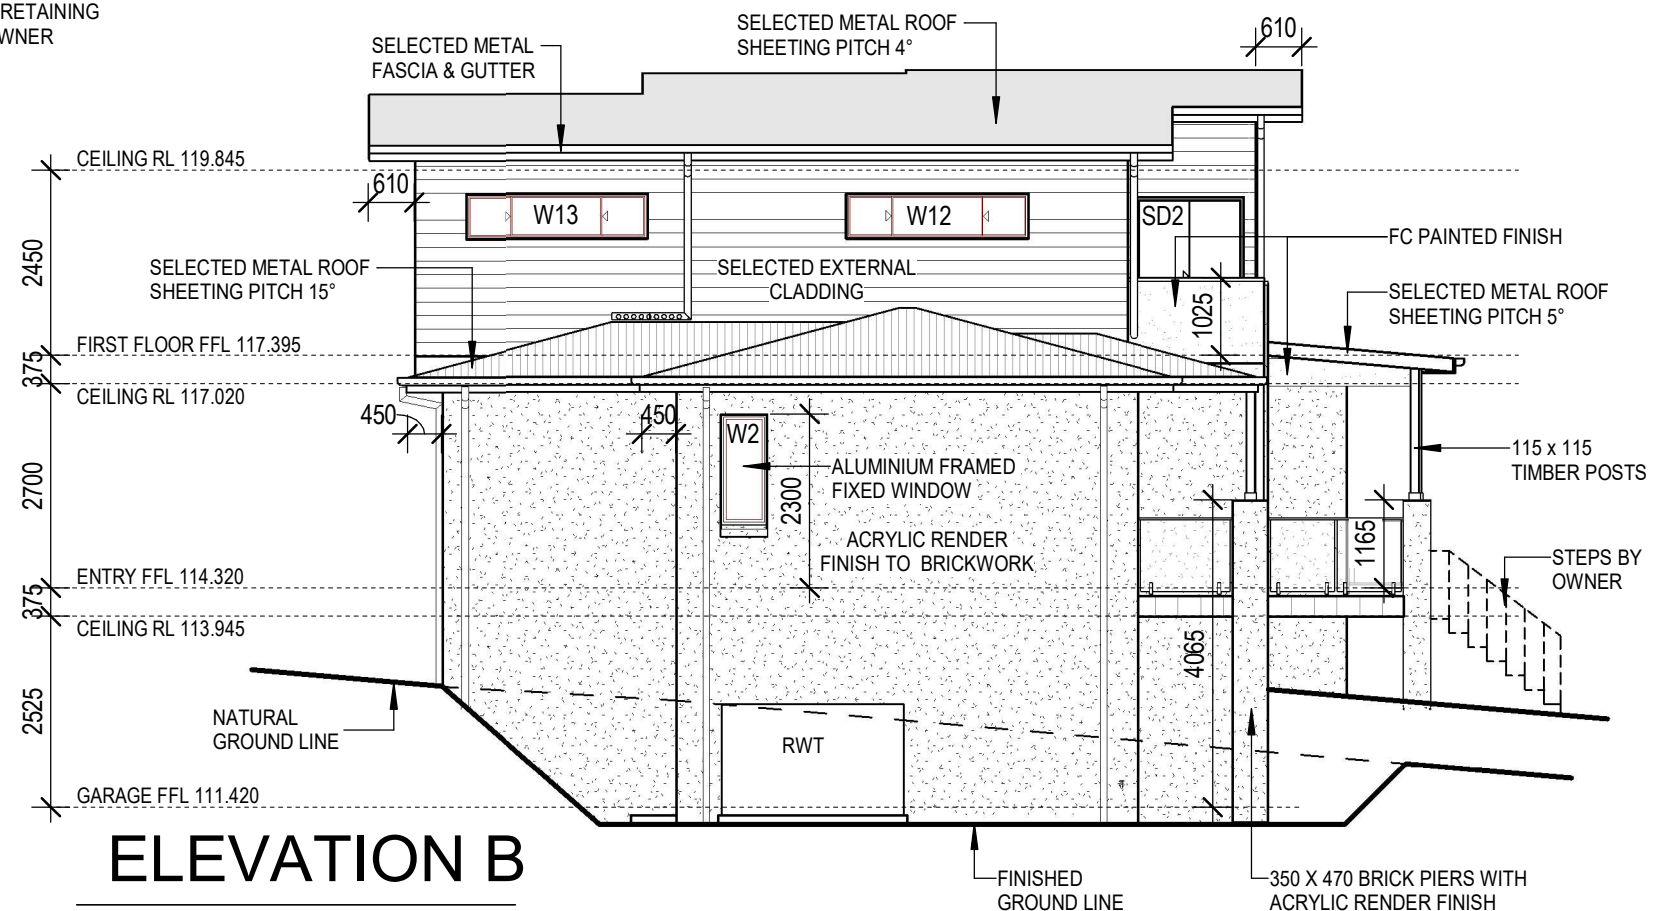 RETAINING
WNER
SELECTED METAL
FASCIA & GUTTER
SELECTED METAL ROOF
SHEETING PITCH 4°
610
CEILING RL 119.845
610
W13
W12
SD2
FC PAINTED FINISH
2450
SELECTED METAL ROOF
SHEETING PITCH 15°
SELECTED EXTERNAL
CLADDING
1025
SELECTED METAL ROOF
SHEETING PITCH 5°
FIRST FLOOR FFL 117.395
375
CEILING RL 117.020
450
450
W2
2700
ALUMINIUM FRAMED
FIXED WINDOW
2300
115 x 115
TIMBER POSTS
ACRYLIC RENDER
FINISH TO BRICKWORK
1165
STEPS BY
OWNER
ENTRY FFL 114.320
375
CEILING RL 113.945
4065
2525
NATURAL
GROUND LINE
RWT
GARAGE FFL 111.420
ELEVATION B
FINISHED
GROUND LINE
350 X 470 BRICK PIERS WITH
ACRYLIC RENDER FINISH